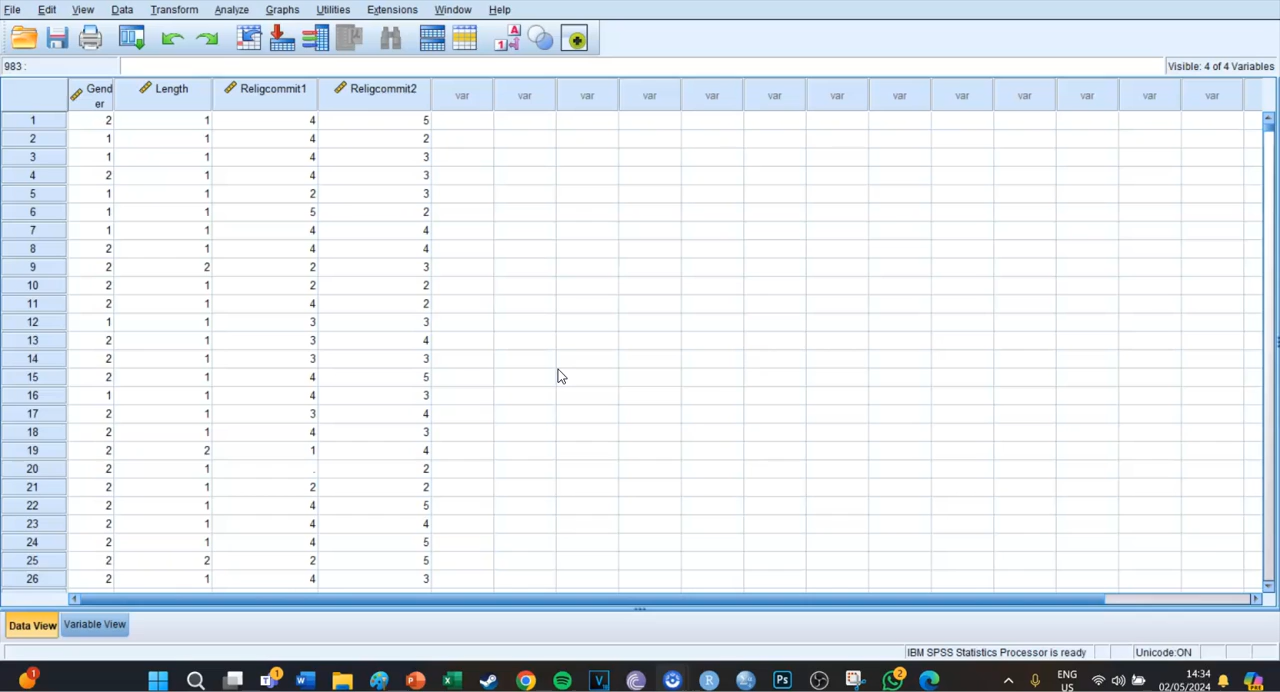 File Edit View Data Transform Analyze Graphs Utilities Extensions Window Help
983 : Visible: 4 of 4 Variables
Gender Length Religcommit1 Religcommit2 var var var var var var var var var var var var var
1 2 1 4 5
2 1 1 4 2
3 1 1 4 3
4 2 1 4 3
5 1 1 2 3
6 1 1 5 2
7 1 1 4 4
8 2 1 4 4
9 2 2 2 3
10 2 1 2 2
11 2 1 4 2
12 1 1 3 3
13 2 1 3 4
14 2 1 3 3
15 2 1 4 5
16 1 1 4 3
17 2 1 3 4
18 2 1 4 3
19 2 2 1 4
20 2 1 . 2
21 2 1 2 2
22 2 1 4 5
23 2 1 4 4
24 2 1 4 5
25 2 2 2 5
26 2 1 4 3
Data View Variable View
IBM SPSS Statistics Processor is ready Unicode:ON
ENG 14:34
US 02/05/2024